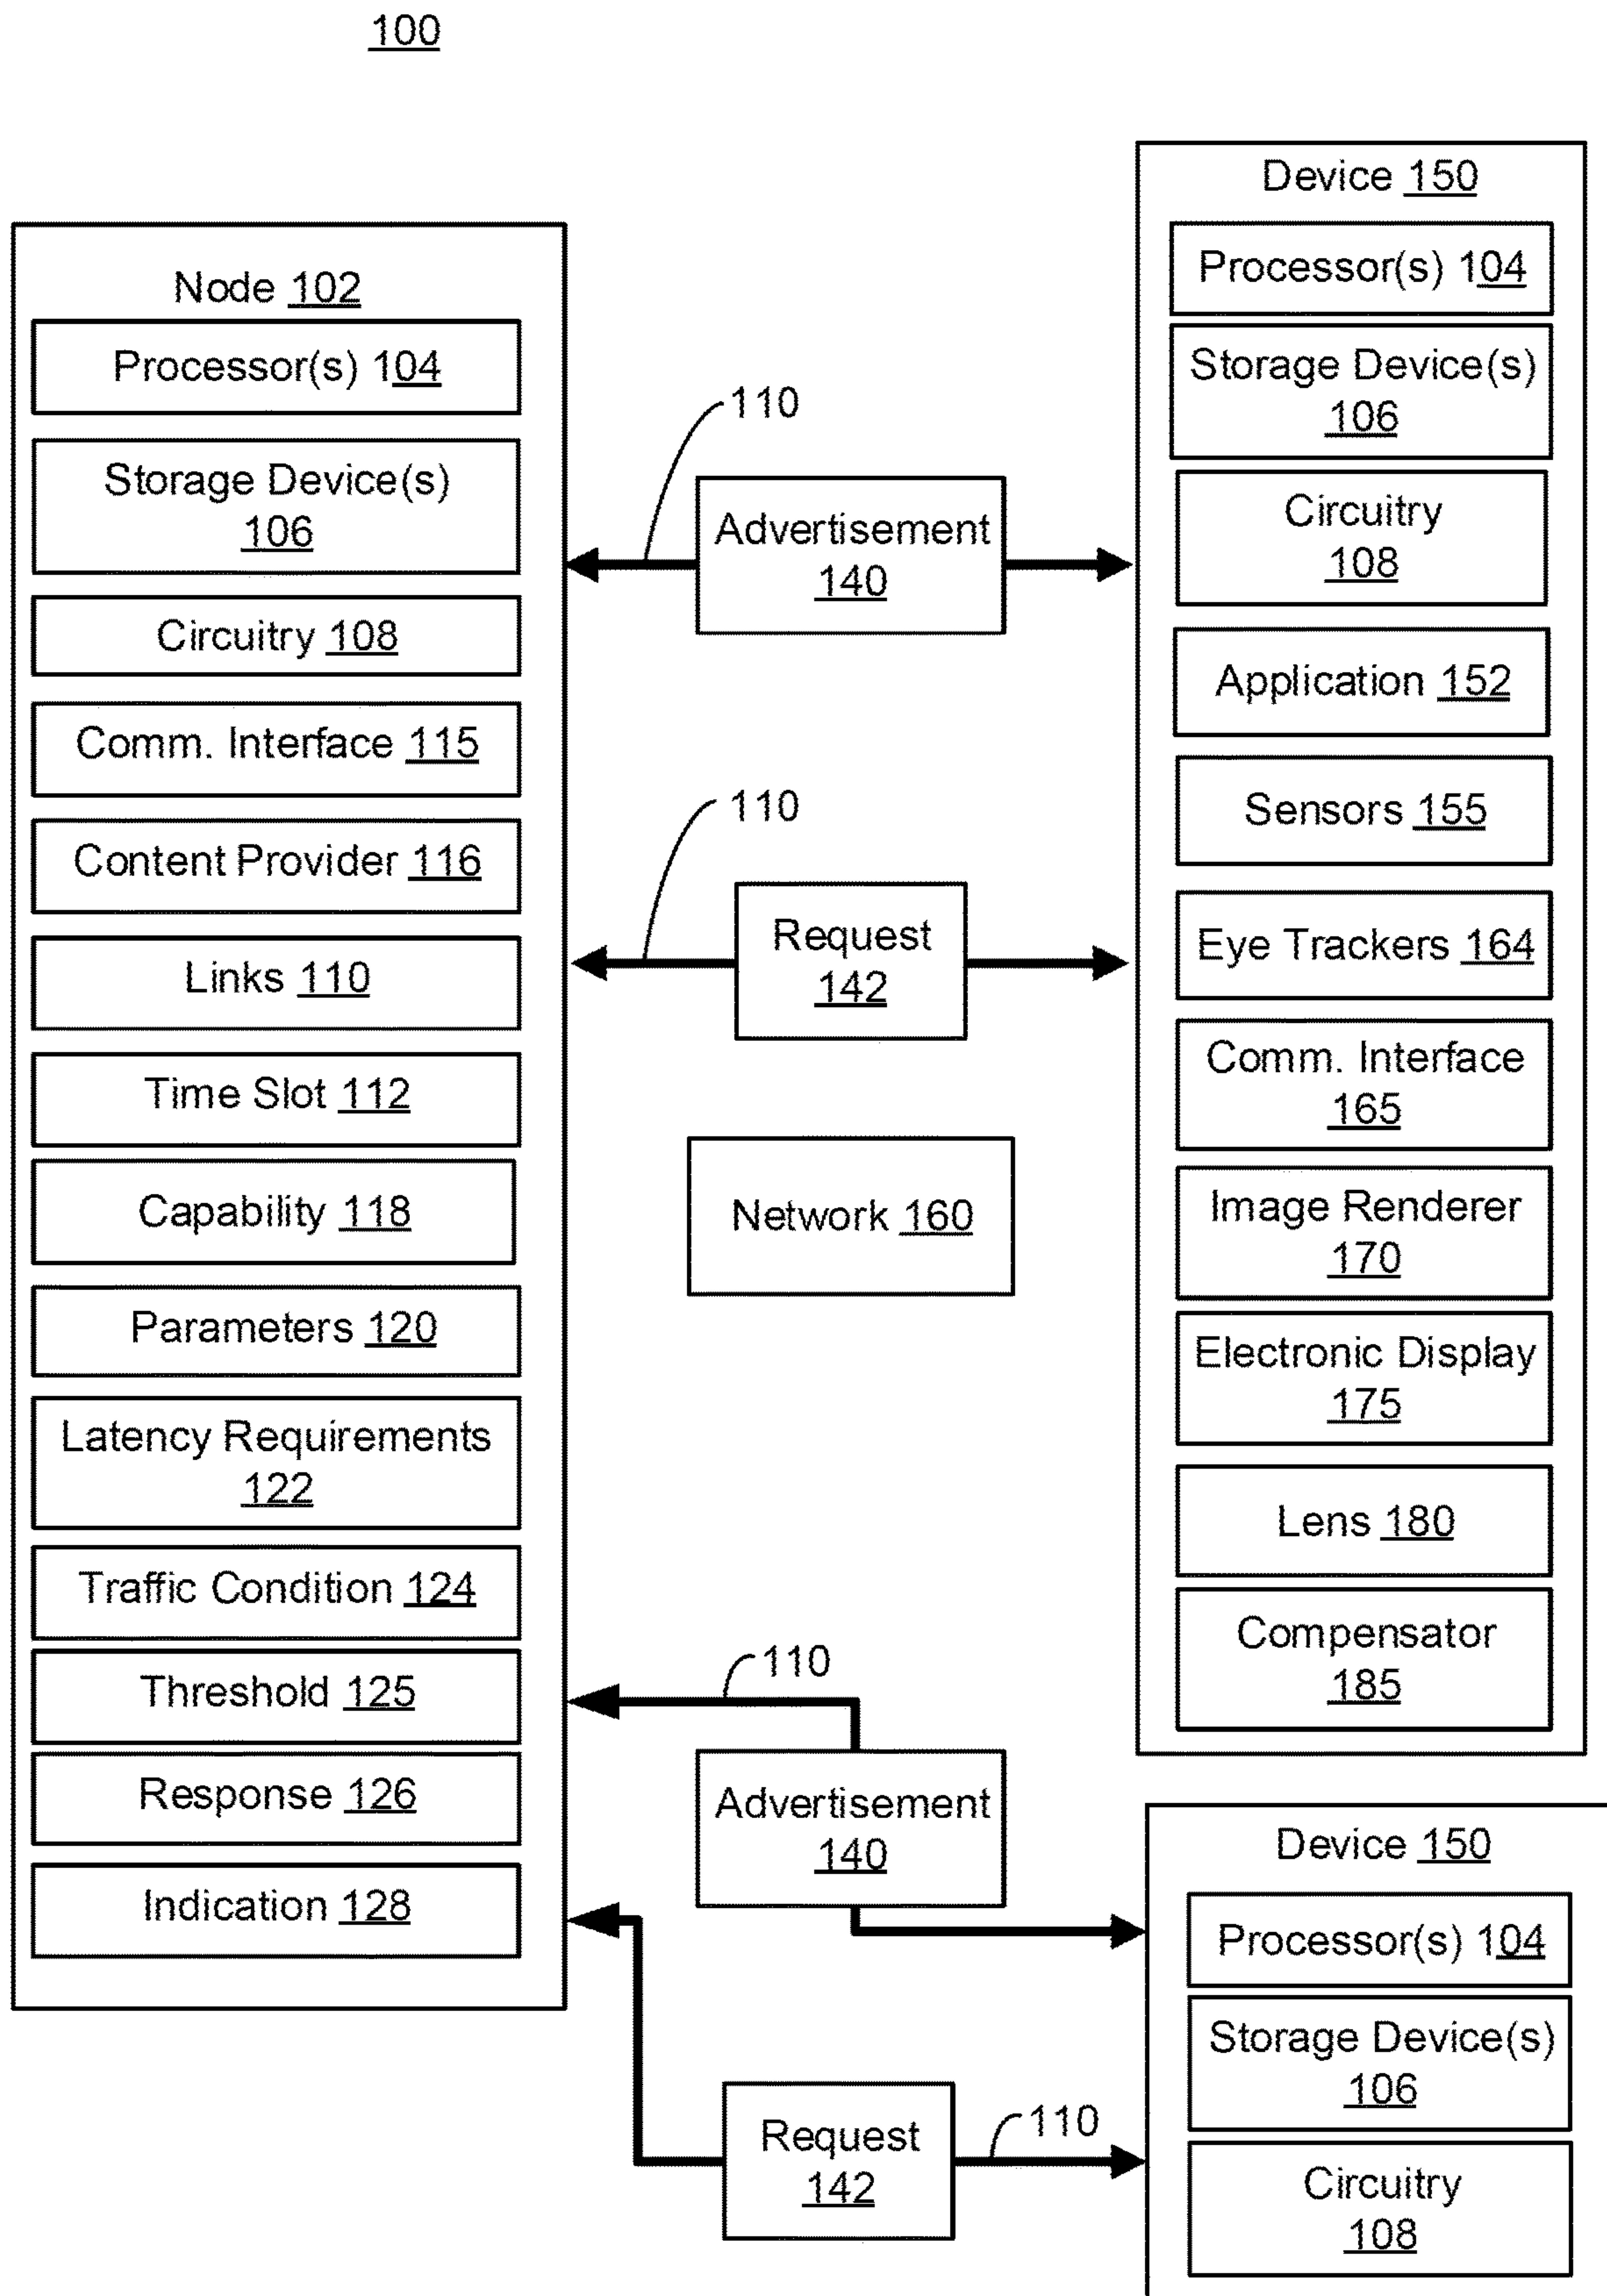 100
Node 102
Processor(s) 104
Storage Device(s)
106
Circuitry 108
Comm. Interface 115
Content Provider 116
Links 110
Time Slot 112
Capability 118
Parameters 120
Latency Requirements
122
Traffic Condition 124
Threshold 125
Response 126
Indication 128
110
Advertisement
140
110
Request
142
Network 160
110
Advertisement
140
Request
142
110
Device 150
Processor(s) 104
Storage Device(s)
106
Circuitry
108
Application 152
Sensors 155
Eye Trackers 164
Comm. Interface
165
Image Renderer
170
Electronic Display
175
Lens 180
Compensator
185
Device 150
Processor(s) 104
Storage Device(s)
106
Circuitry
108